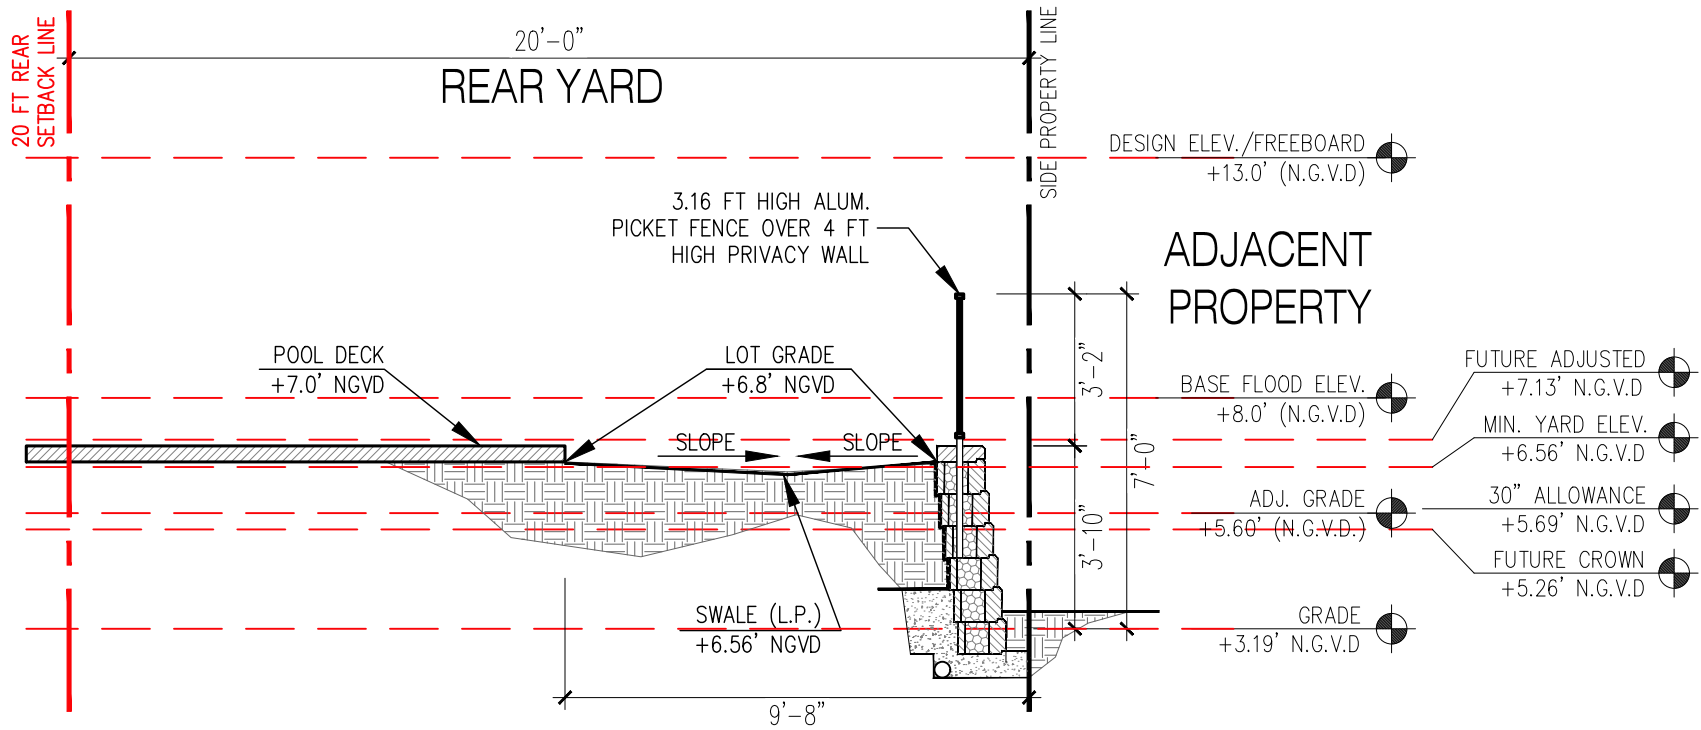 20 FT REAR
SETBACK LINE
20'-0"
REAR YARD
SIDE PROPERTY LINE
DESIGN ELEV./FREEBOARD
+13.0' (N.G.V.D)
3.16 FT HIGH ALUM.
PICKET FENCE OVER 4 FT
HIGH PRIVACY WALL
ADJACENT
PROPERTY
POOL DECK
+7.0' NGVD
LOT GRADE
+6.8' NGVD
3'-2"
BASE FLOOD ELEV.
+8.0' (N.G.V.D)
FUTURE ADJUSTED
+7.13' N.G.V.D
SLOPE
SLOPE
7'-0"
MIN. YARD ELEV.
+6.56' N.G.V.D
3'-10"
ADJ. GRADE
+5.60' (N.G.V.D.)
30" ALLOWANCE
+5.69' N.G.V.D
FUTURE CROWN
+5.26' N.G.V.D
SWALE (L.P.)
+6.56' NGVD
GRADE
+3.19' N.G.V.D
9'-8"